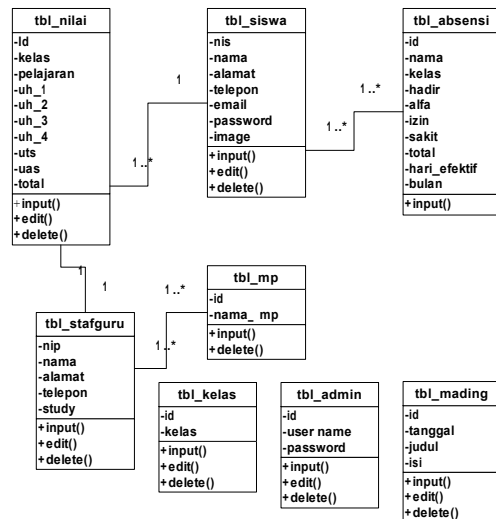 tbl_nilai
-Id
-kelas
-pelajaran
-uh_1
-uh_2
-uh_3
-uh_4
-uts
-uas
-total
+input()
+edit()
+delete()
1
1..*
tbl_siswa
-nis
-nama
-alamat
-telepon
-email
-password
-image
+input()
+edit()
+delete()
1..*
1..*
tbl_absensi
-id
-nama
-kelas
-hadir
-alfa
-izin
-sakit
-total
-hari_efektif
-bulan
+input()
1
1
tbl_stafguru
-nip
-nama
-alamat
-telepon
-study
+input()
+edit()
+delete()
1..*
1..*
tbl_mp
-id
-nama_ mp
+input()
+delete()
tbl_kelas
-id
-kelas
+input()
+edit()
+delete()
tbl_admin
-id
-user name
-password
+input()
+edit()
+delete()
tbl_mading
-id
-tanggal
-judul
-isi
+input()
+edit()
+delete()